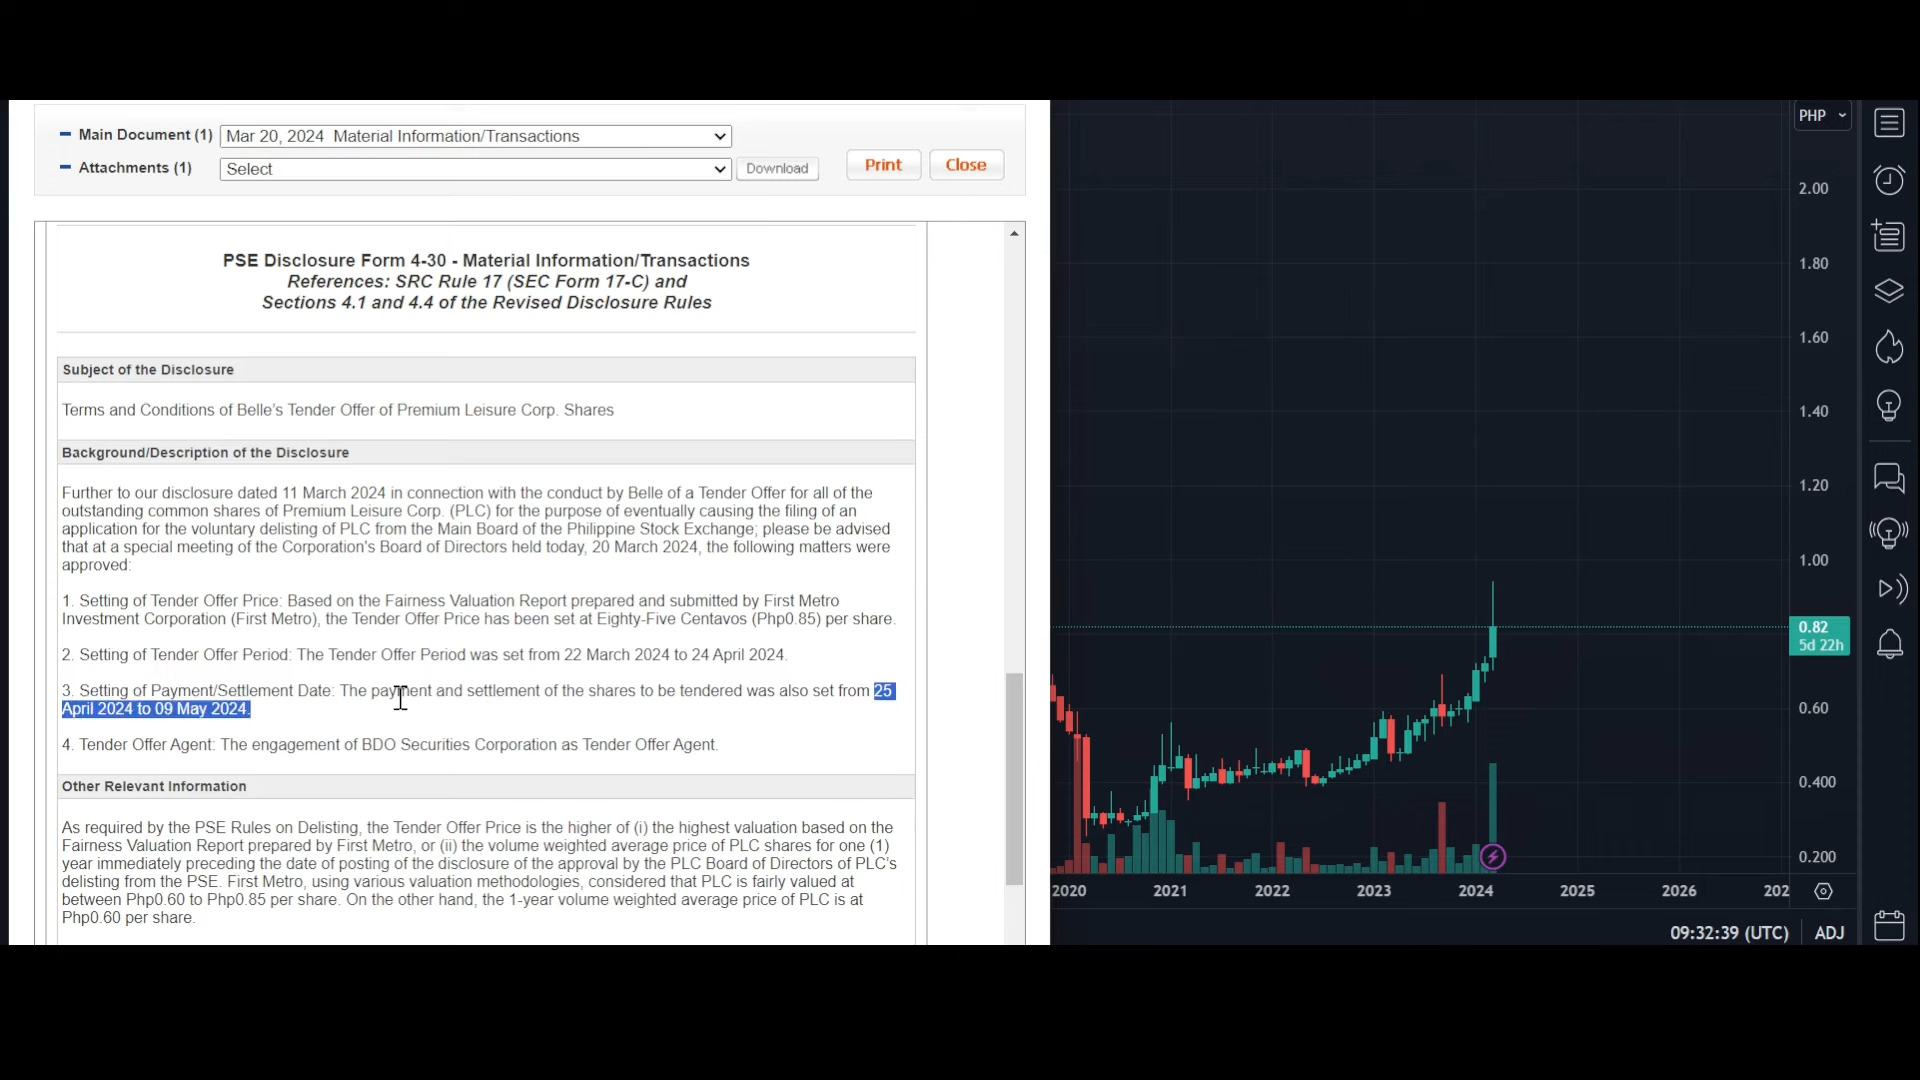 Main Document (1)
Mar 20, 2024 Material Information/Transactions
Attachments (1)
Select
Download
Print
Close
PSE Disclosure Form 4-30 - Material Information/Transactions
References: SRC Rule 17 (SEC Form 17-C) and
Sections 4.1 and 4.4 of the Revised Disclosure Rules
Subject of the Disclosure
Terms and Conditions of Belle's Tender Offer of Premium Leisure Corp. Shares
Background/Description of the Disclosure
Further to our disclosure dated 11 March 2024 in connection with the conduct by Belle of a Tender Offer for all of the
outstanding common shares of Premium Leisure Corp. (PLC) for the purpose of eventually causing the filing of an
application for the voluntary delisting of PLC from the Main Board of the Philippine Stock Exchange; please be advised
that at a special meeting of the Corporation's Board of Directors held today, 20 March 2024, the following matters were
approved:
1. Setting of Tender Offer Price: Based on the Fairness Valuation Report prepared and submitted by First Metro
Investment Corporation (First Metro), the Tender Offer Price has been set at Eighty-Five Centavos (Php0.85) per share.
2. Setting of Tender Offer Period: The Tender Offer Period was set from 22 March 2024 to 24 April 2024.
3. Setting of Payment/Settlement Date: The payment and settlement of the shares to be tendered was also set from 25
April 2024 to 09 May 2024.
4. Tender Offer Agent: The engagement of BDO Securities Corporation as Tender Offer Agent.
Other Relevant Information
As required by the PSE Rules on Delisting, the Tender Offer Price is the higher of (i) the highest valuation based on the
Fairness Valuation Report prepared by First Metro, or (ii) the volume weighted average price of PLC shares for one (1)
year immediately preceding the date of posting of the disclosure of the approval by the PLC Board of Directors of PLC's
delisting from the PSE. First Metro, using various valuation methodologies, considered that PLC is fairly valued at
between Php0.60 to Php0.85 per share. On the other hand, the 1-year volume weighted average price of PLC is at
Php0.60 per share.
PHP
2.00
1.80
1.60
1.40
1.20
1.00
0.82
5d 22h
0.60
0.400
0.200
2020 2021 2022 2023 2024 2025 2026 202
09:32:39 (UTC) ADJ